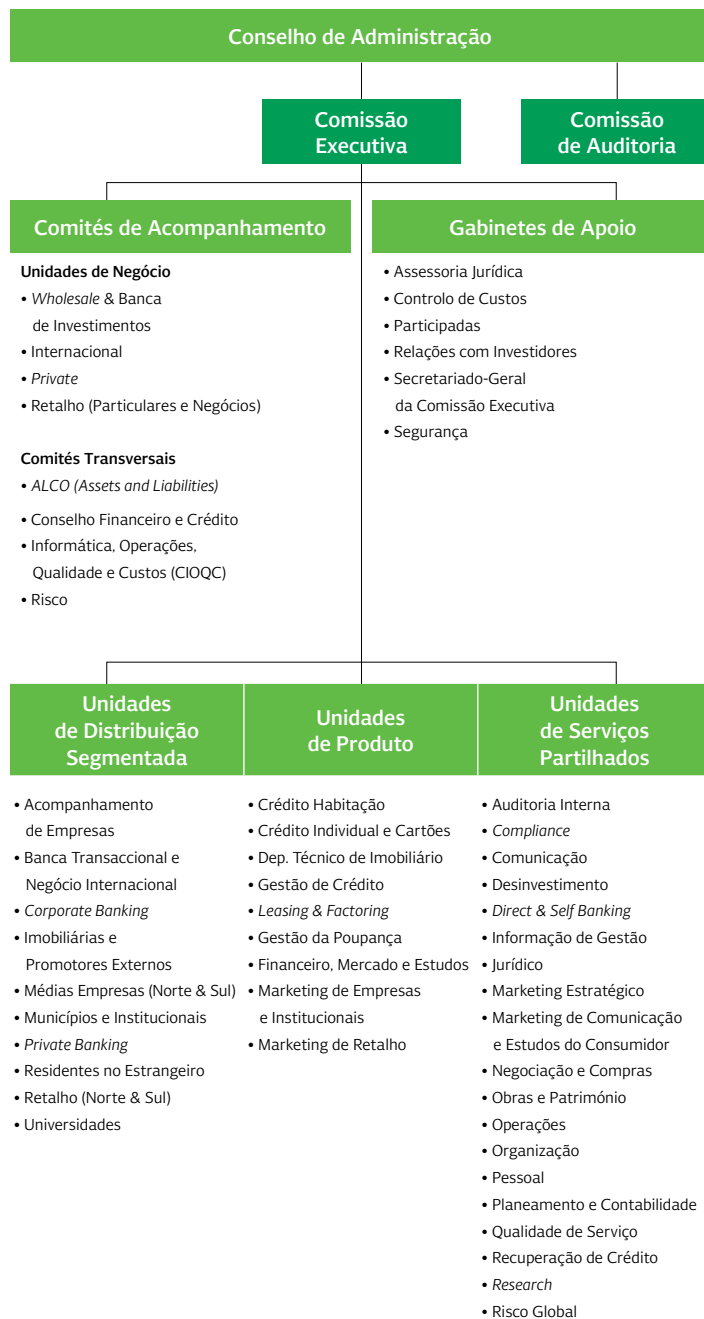 Conselho de Administração
Comissão
Executiva
Comissão
de Auditoria
Comités de Acompanhamento
Unidades de Negócio
• Wholesale & Banca
de Investimentos
• Internacional
• Private
• Retalho (Particulares e Negócios)
Comités Transversais
• ALCO (Assets and Liabilities)
• Conselho Financeiro e Crédito
• Informática, Operações,
Qualidade e Custos (CIOQC)
• Risco
Gabinetes de Apoio
• Assessoria Jurídica
• Controlo de Custos
• Participadas
• Relações com Investidores
• Secretariado-Geral
da Comissão Executiva
• Segurança
Unidades
de Distribuição
Segmentada
• Acompanhamento
de Empresas
• Banca Transaccional e
Negócio Internacional
• Corporate Banking
• Imobiliárias e
Promotores Externos
• Médias Empresas (Norte & Sul)
• Municípios e Institucionais
• Private Banking
• Residentes no Estrangeiro
• Retalho (Norte & Sul)
• Universidades
Unidades
de Produto
• Crédito Habitação
• Crédito Individual e Cartões
• Dep. Técnico de Imobiliário
• Gestão de Crédito
• Leasing & Factoring
• Gestão da Poupança
• Financeiro, Mercado e Estudos
• Marketing de Empresas
e Institucionais
• Marketing de Retalho
Unidades
de Serviços
Partilhados
• Auditoria Interna
• Compliance
• Comunicação
• Desinvestimento
• Direct & Self Banking
• Informação de Gestão
• Jurídico
• Marketing Estratégico
• Marketing de Comunicação
e Estudos do Consumidor
• Negociação e Compras
• Obras e Património
• Operações
• Organização
• Pessoal
• Planeamento e Contabilidade
• Qualidade de Serviço
• Recuperação de Crédito
• Research
• Risco Global